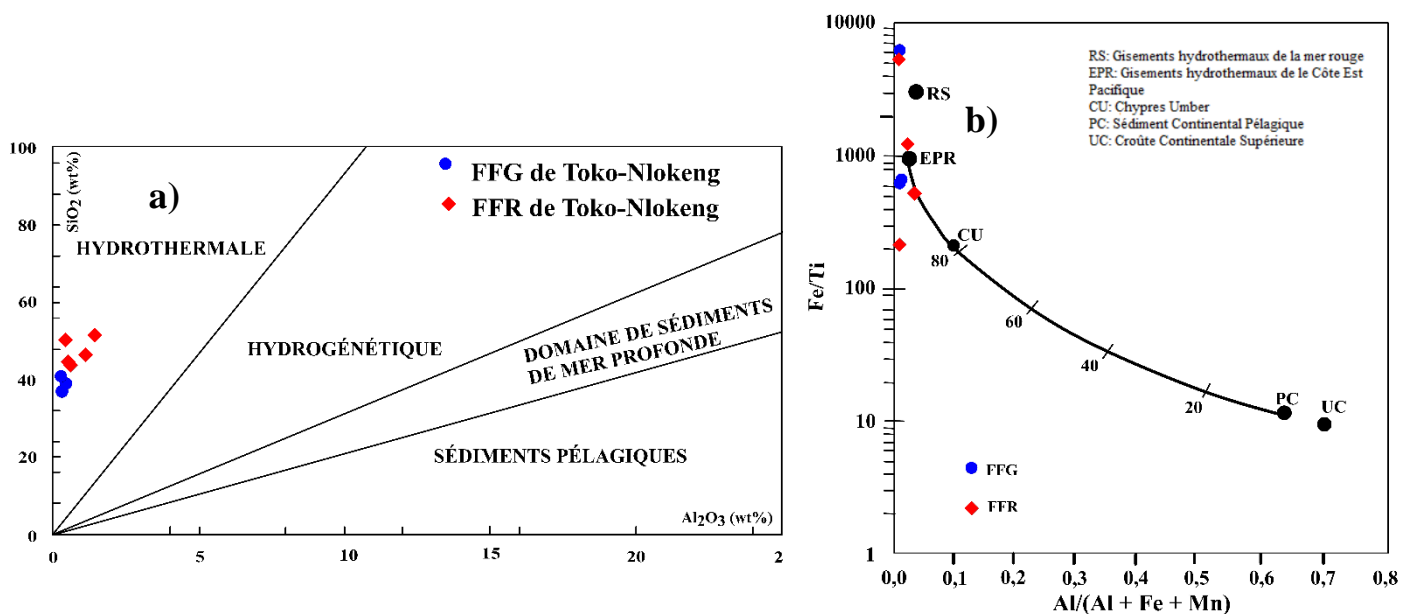 a)
SiO2 (wt%)
100
80
60
40
20
0
FFG de Toko-Nlokeng
FFR de Toko-Nlokeng
HYDROTHERMALE
HYDROGÉNÉTIQUE
DOMAINE DE SÉDIMENTS
DE MER PROFONDE
SÉDIMENTS PÉLAGIQUES
Al2O3 (wt%)
0 5 10 15 20 2
b)
RS: Gisements hydrothermaux de la mer rouge
EPR: Gisements hydrothermaux de le Côte Est
Pacifique
CU: Chypres Umber
PC: Sédiment Continental Pélagique
UC: Croûte Continentale Supérieure
10000
1000
100
10
1
Fe/Ti
RS
EPR
CU
80
60
40
20
PC
UC
FFG
FFR
0,0 0,1 0,2 0,3 0,4 0,5 0,6 0,7 0,8
Al/(Al + Fe + Mn)